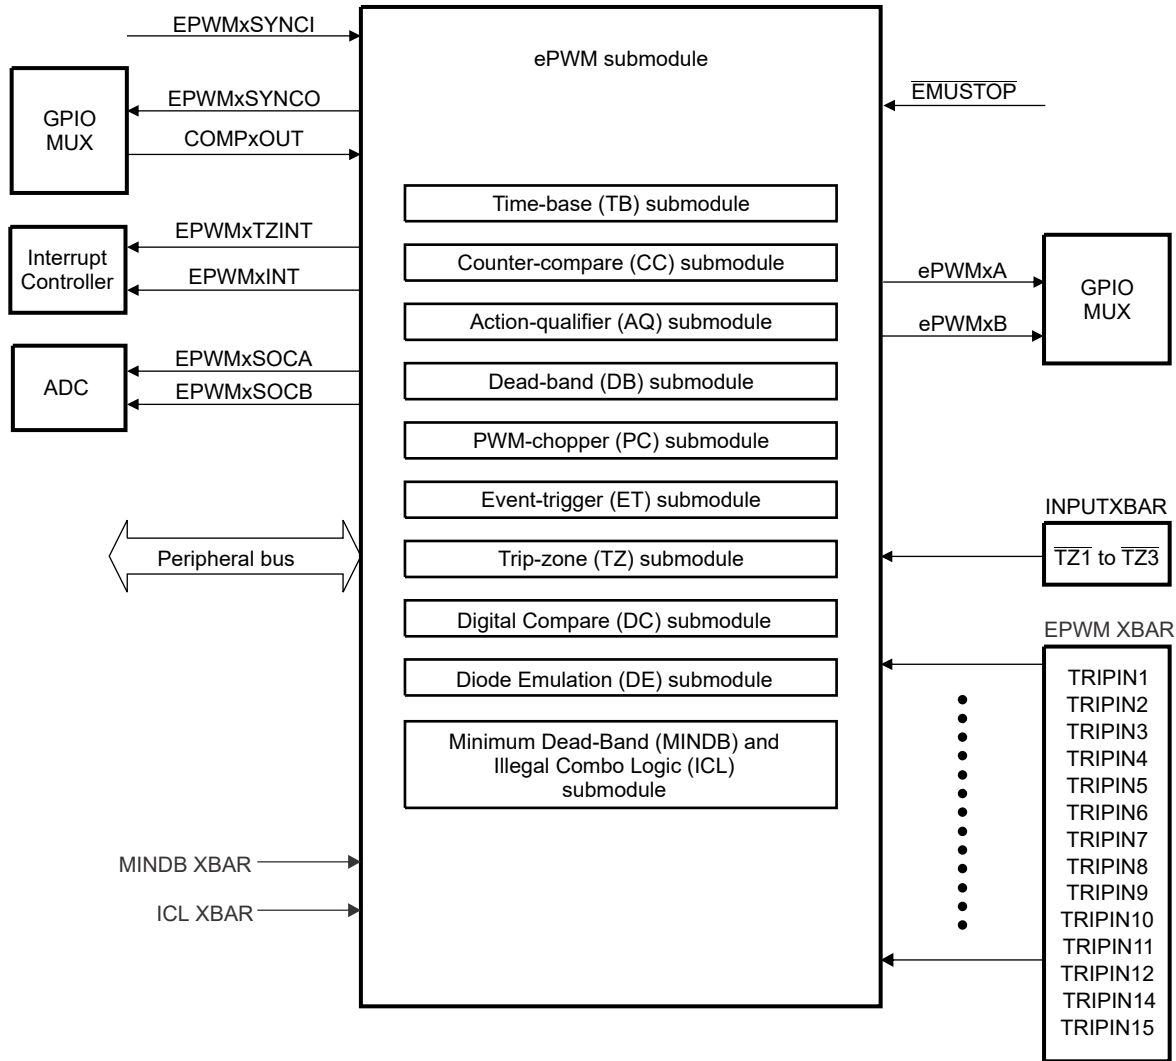 EPWMxSYNCI
ePWM submodule
EMUSTOP
GPIO
MUX
EPWMxSYNCO
COMPxOUT
Time-base (TB) submodule
Interrupt
Controller
EPWMxTZINT
EPWMxINT
Counter-compare (CC) submodule
ePWMxA
ePWMxB
GPIO
MUX
Action-qualifier (AQ) submodule
ADC
EPWMxSOCA
EPWMxSOCB
Dead-band (DB) submodule
PWM-chopper (PC) submodule
Event-trigger (ET) submodule
INPUTXBAR
Peripheral bus
Trip-zone (TZ) submodule
TZ1 to TZ3
Digital Compare (DC) submodule
EPWM XBAR
Diode Emulation (DE) submodule
Minimum Dead-Band (MINDB) and
Illegal Combo Logic (ICL)
submodule
TRIPIN1
TRIPIN2
TRIPIN3
TRIPIN4
TRIPIN5
TRIPIN6
TRIPIN7
TRIPIN8
TRIPIN9
TRIPIN10
TRIPIN11
TRIPIN12
TRIPIN14
TRIPIN15
MINDB XBAR
ICL XBAR